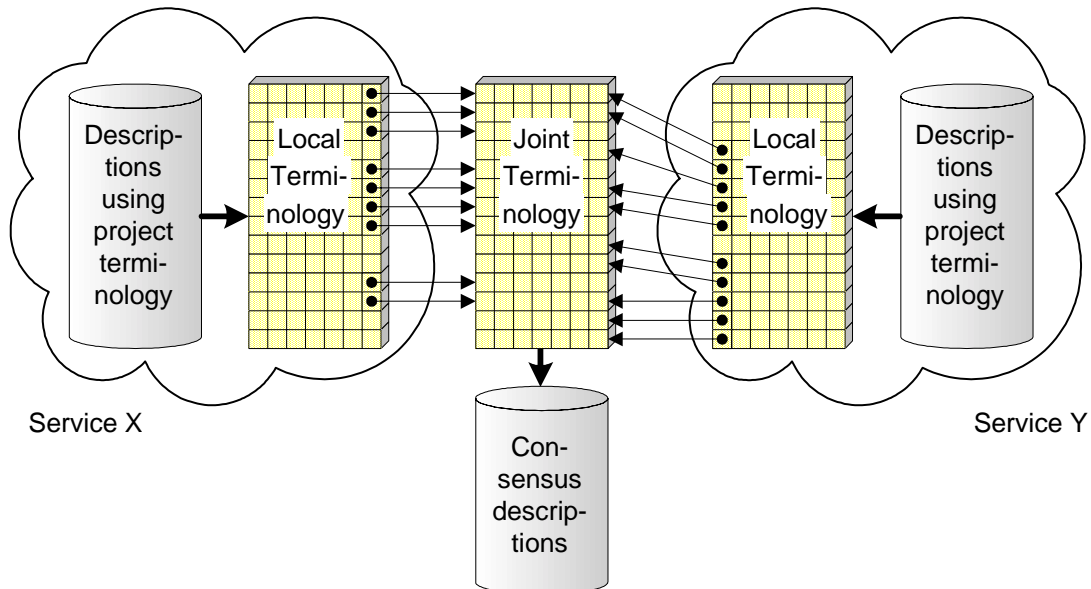 Descrip-
tions
using
project
termi-
nology
Local
Termi-
nology
Joint
Termi-
nology
Local
Termi-
nology
Descrip-
tions
using
project
termi-
nology
Service X
Service Y
Con-
sensus
descrip-
tions